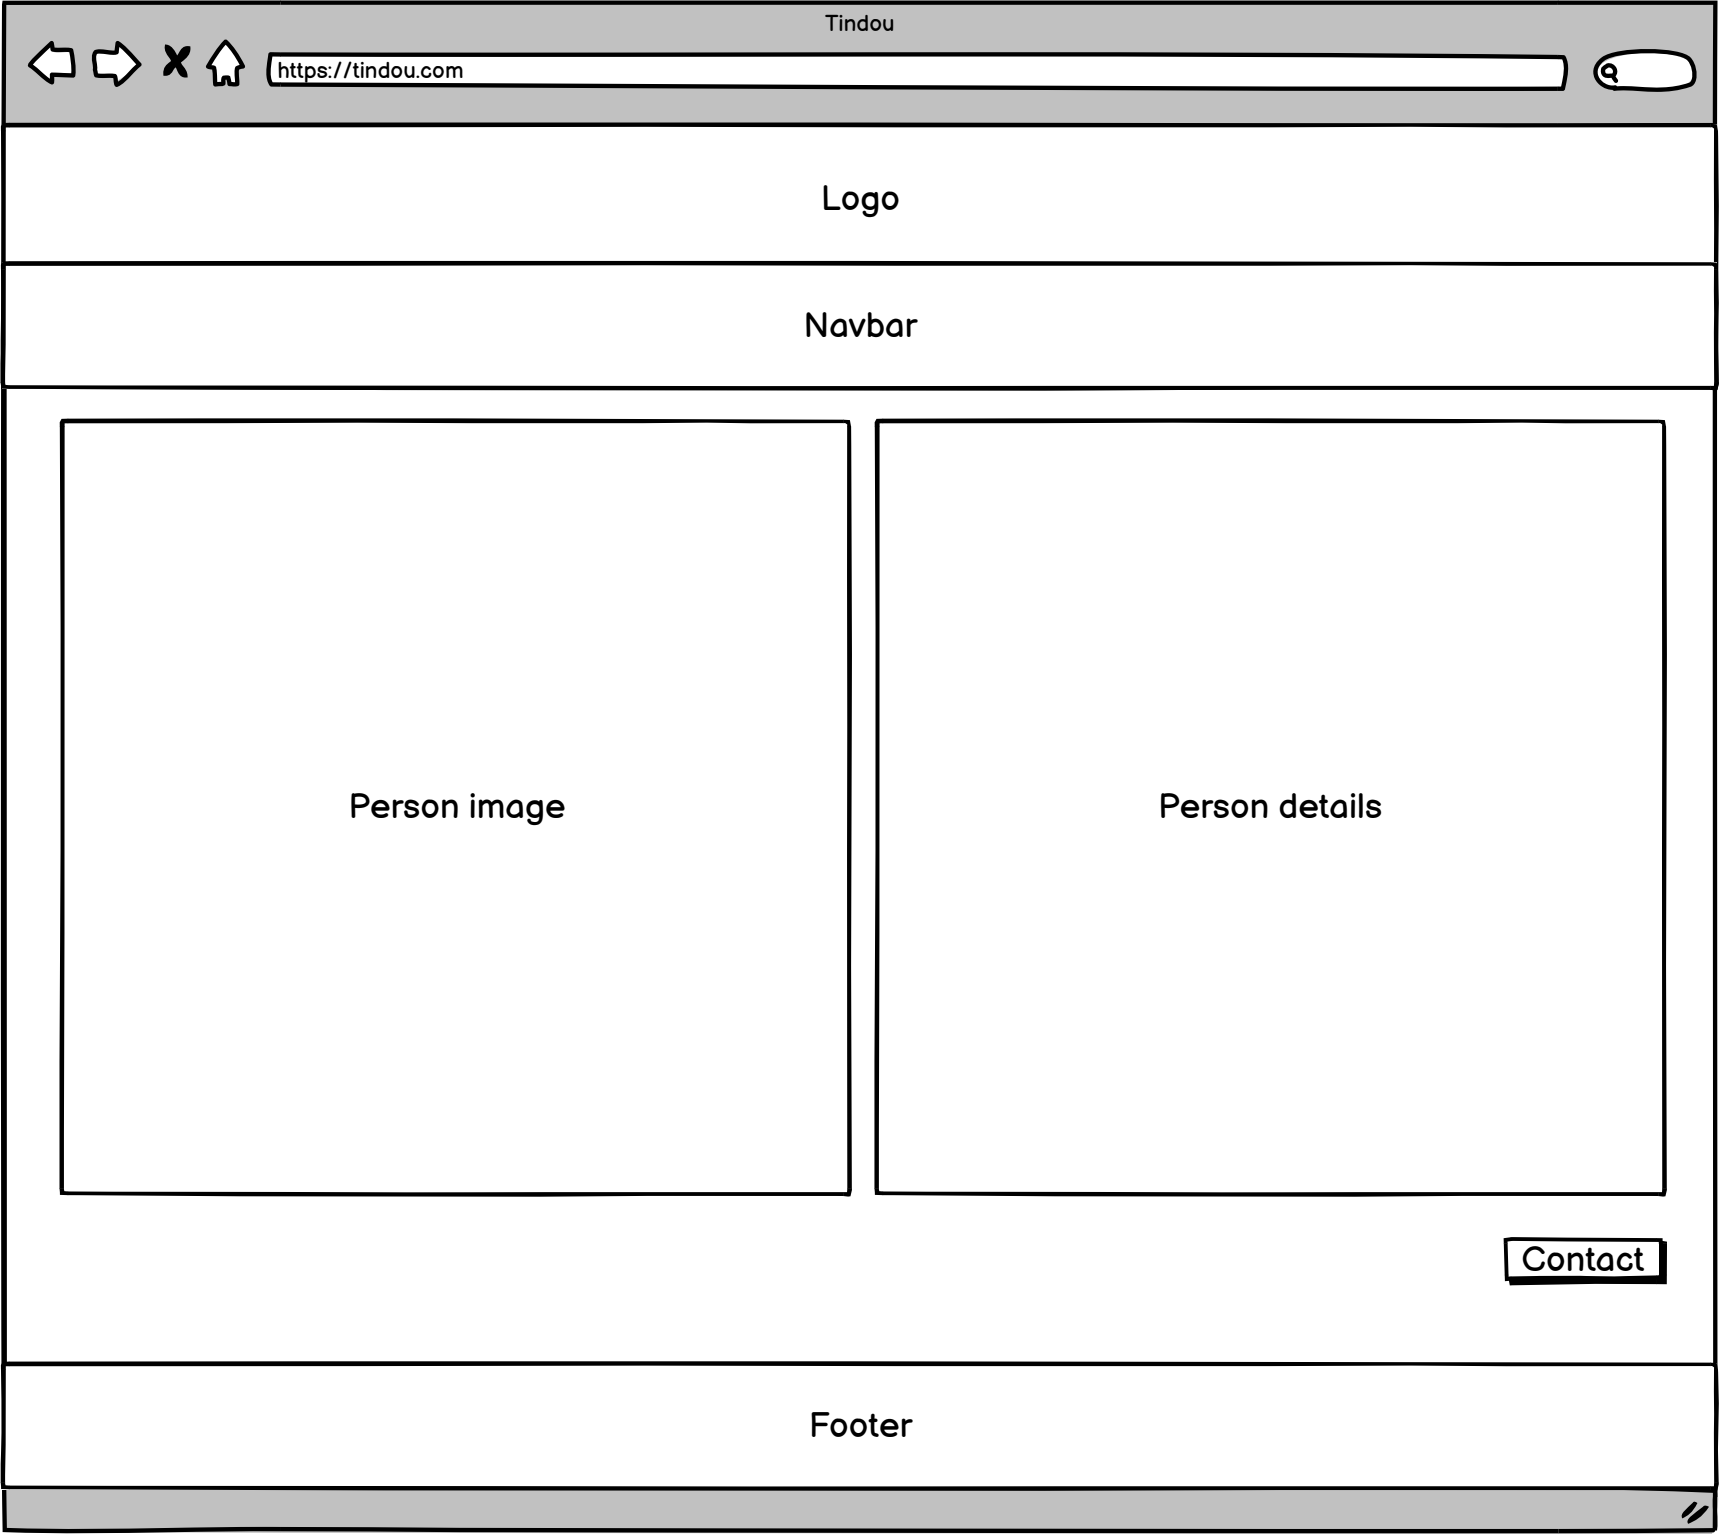 Tindou
https://tindou.com
Logo
Navbar
Person image
Person details
Contact
Footer